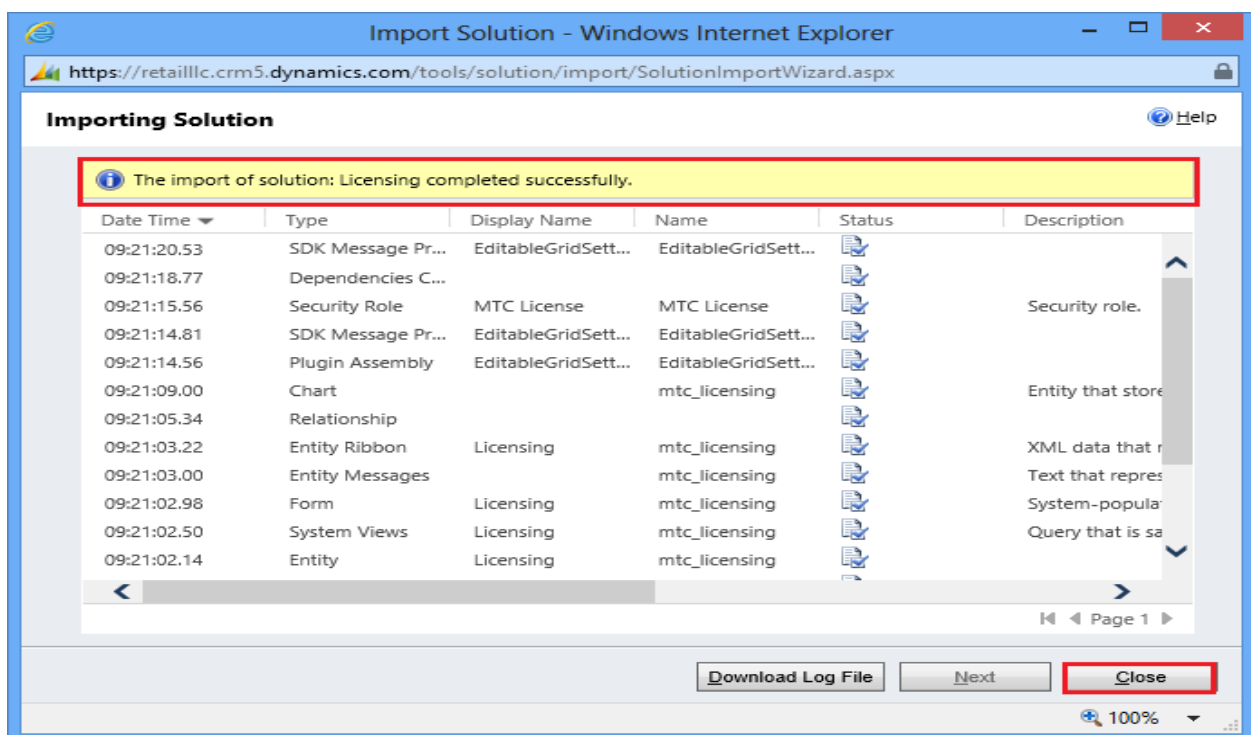 Import Solution - Windows Internet Explorer
https://retailllc.crm5.dynamics.com/tools/solution/import/SolutionImportWizard.aspx
Importing Solution Help
The import of solution: Licensing completed successfully.
Date Time Type Display Name Name Status Description
09:21:20.53 SDK Message Pr... EditableGridSett... EditableGridSett...
09:21:18.77 Dependencies C...
09:21:15.56 Security Role MTC License MTC License Security role.
09:21:14.81 SDK Message Pr... EditableGridSett... EditableGridSett...
09:21:14.56 Plugin Assembly EditableGridSett... EditableGridSett...
09:21:09.00 Chart mtc_licensing Entity that store
09:21:05.34 Relationship
09:21:03.22 Entity Ribbon Licensing mtc_licensing XML data that r
09:21:03.00 Entity Messages mtc_licensing Text that repres
09:21:02.98 Form Licensing mtc_licensing System-popula
09:21:02.50 System Views Licensing mtc_licensing Query that is sa
09:21:02.14 Entity Licensing mtc_licensing
Page 1
Download Log File Next Close
100%